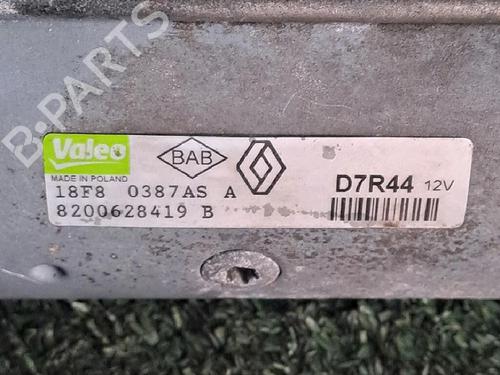 B-PARTS
Valeo
MADE IN POLAND
BAB
18F8 0387AS A
8200628419 B
D7R44 12V